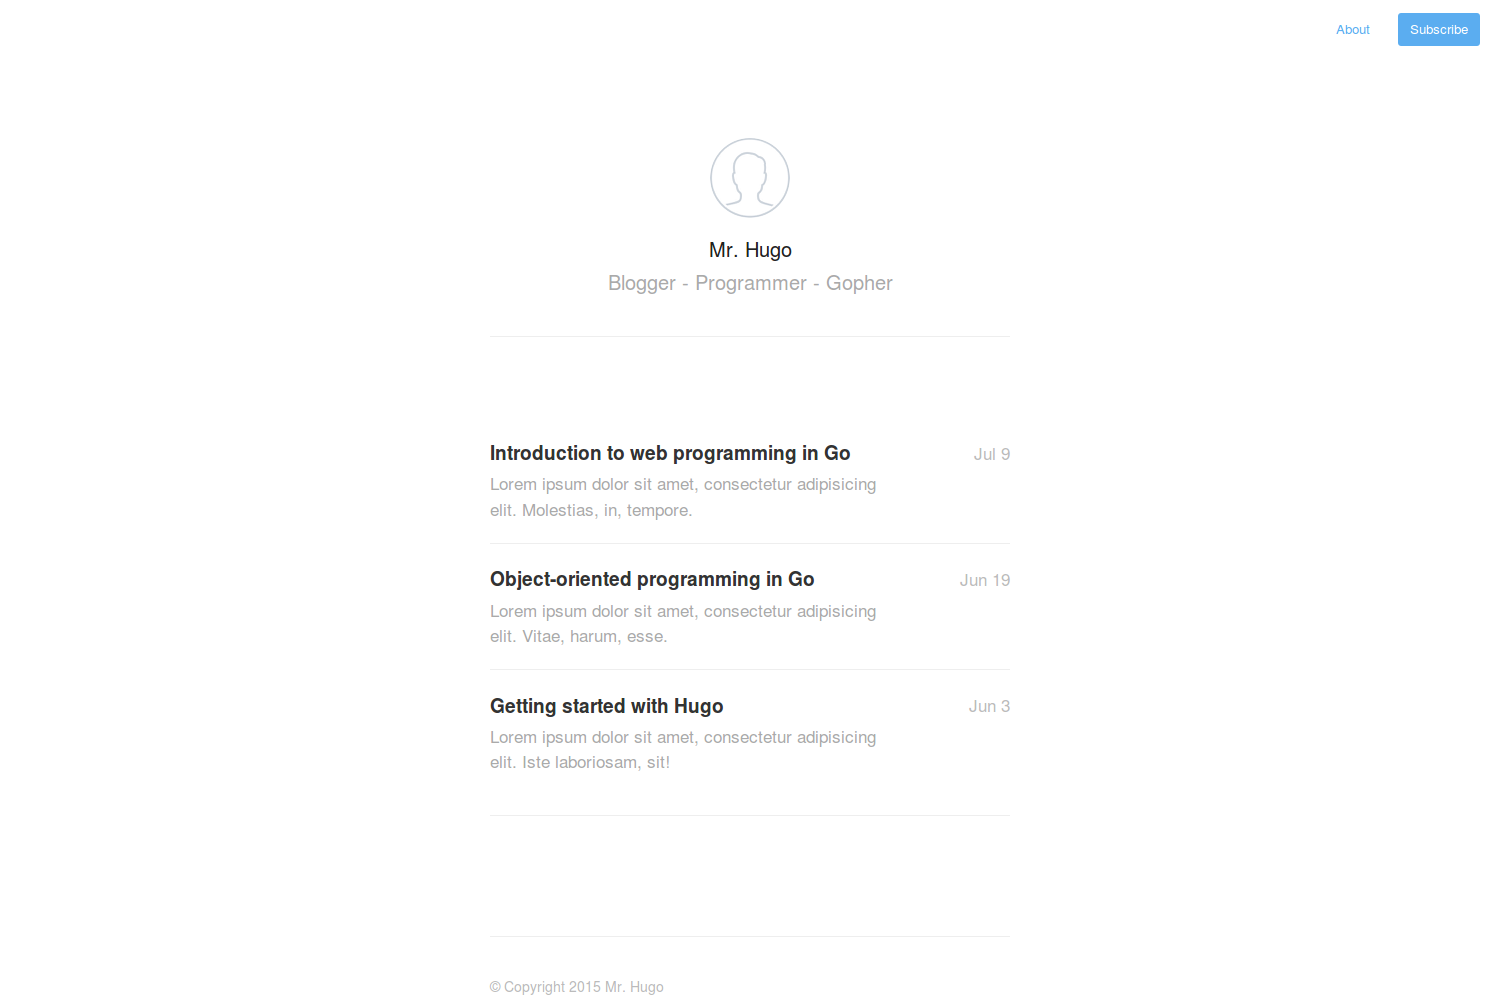 About
Subscribe
Mr. Hugo
Blogger - Programmer - Gopher
Introduction to web programming in Go
Jul 9
Lorem ipsum dolor sit amet, consectetur adipisicing
elit. Molestias, in, tempore.
Object-oriented programming in Go
Jun 19
Lorem ipsum dolor sit amet, consectetur adipisicing
elit. Vitae, harum, esse.
Getting started with Hugo
Jun 3
Lorem ipsum dolor sit amet, consectetur adipisicing
elit. Iste laboriosam, sit!
© Copyright 2015 Mr. Hugo